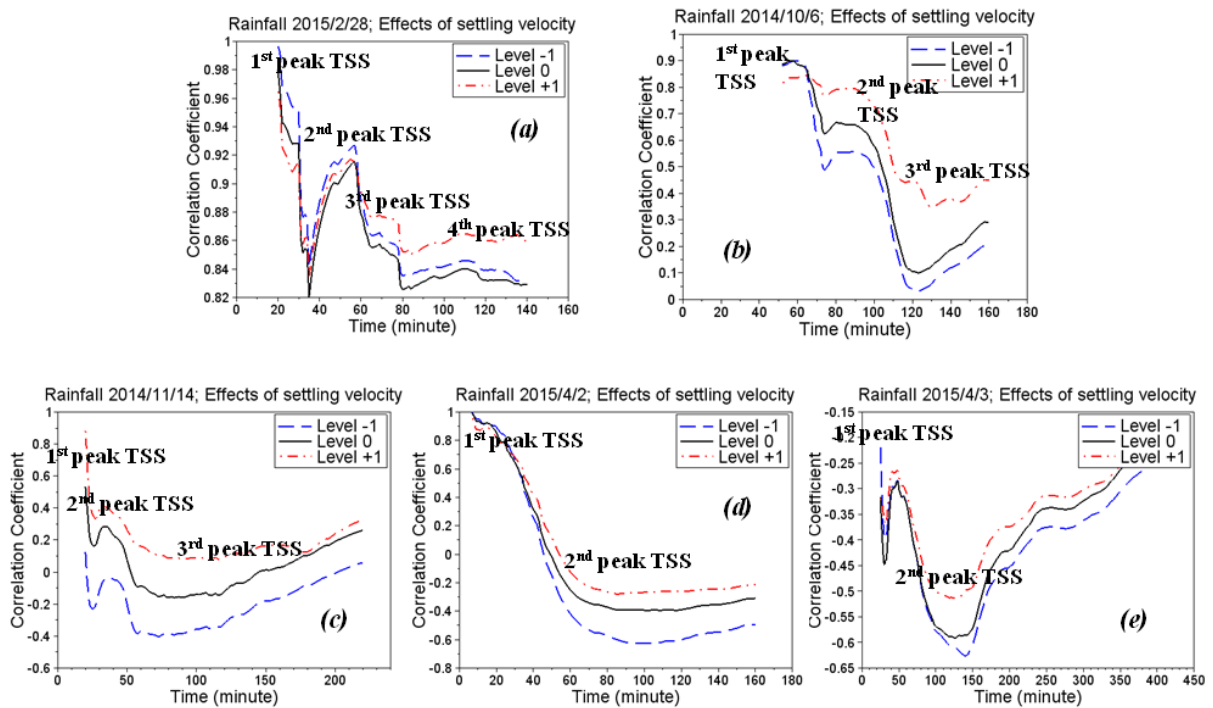 Rainfall 2015/2/28; Effects of settling velocity
Correlation Coefficient
1
0.98
0.96
0.94
0.92
0.9
0.88
0.86
0.84
0.82
0 20 40 60 80 100 120 140 160
Time (minute)
Level -1
Level 0
Level +1
1st peak TSS
2nd peak TSS
3rd peak TSS
4th peak TSS
(a)
Rainfall 2014/10/6; Effects of settling velocity
Correlation Coefficient
1
0.9
0.8
0.7
0.6
0.5
0.4
0.3
0.2
0.1
0
0 20 40 60 80 100 120 140 160 180
Time (minute)
Level -1
Level 0
Level +1
1st peak
TSS
2nd peak
TSS
3rd peak TSS
(b)
Rainfall 2014/11/14; Effects of settling velocity
Correlation Coefficient
1
0.8
0.6
0.4
0.2
0
-0.2
-0.4
-0.6
0 50 100 150 200 250
Time (minute)
Level -1
Level 0
Level +1
1st peak TSS
2nd peak TSS
3rd peak TSS
(c)
Rainfall 2015/4/2; Effects of settling velocity
Correlation Coefficient
1
0.8
0.6
0.4
0.2
0
-0.2
-0.4
-0.6
-0.8
0 20 40 60 80 100 120 140 160 180
Time (minute)
Level -1
Level 0
Level +1
1st peak TSS
2nd peak TSS
(d)
Rainfall 2015/4/3; Effects of settling velocity
Correlation Coefficient
-0.15
-0.2
-0.25
-0.3
-0.35
-0.4
-0.45
-0.5
-0.55
-0.6
-0.65
0 50 100 150 200 250 300 350 400 450
Time (minute)
Level -1
Level 0
Level +1
1st peak TSS
2nd peak TSS
(e)